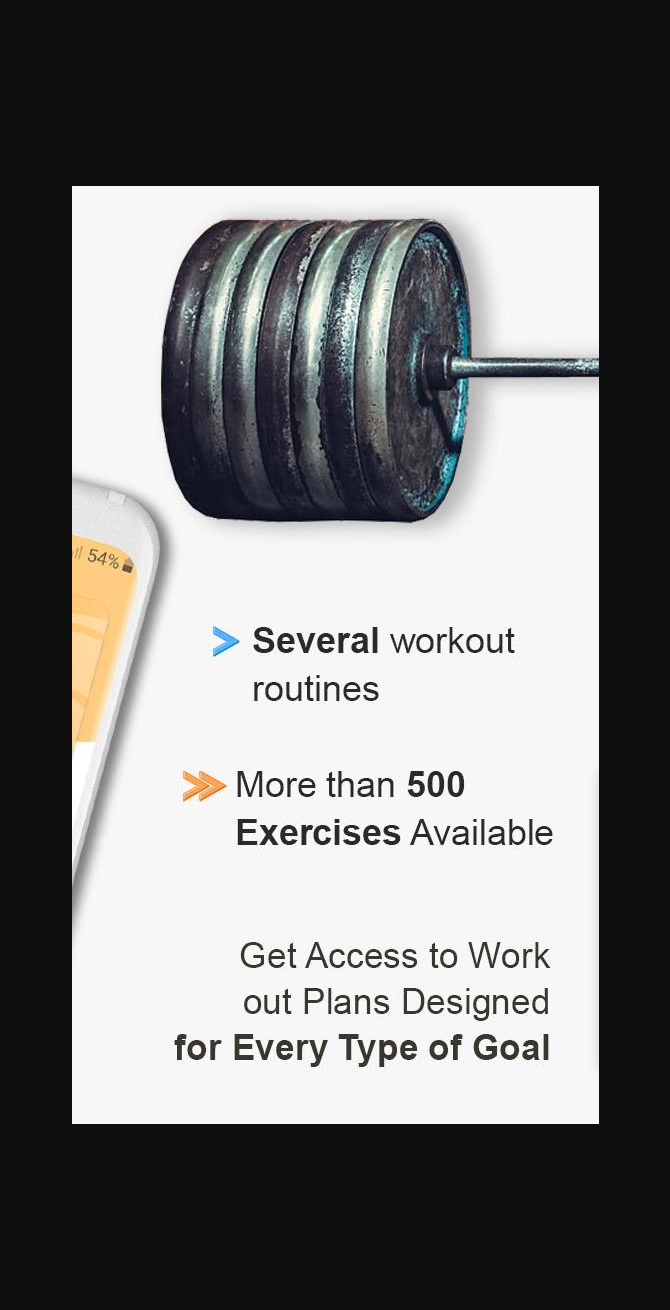 54%
Several workout
routines
More than 500
Exercises Available
Get Access to Work
out Plans Designed
for Every Type of Goal